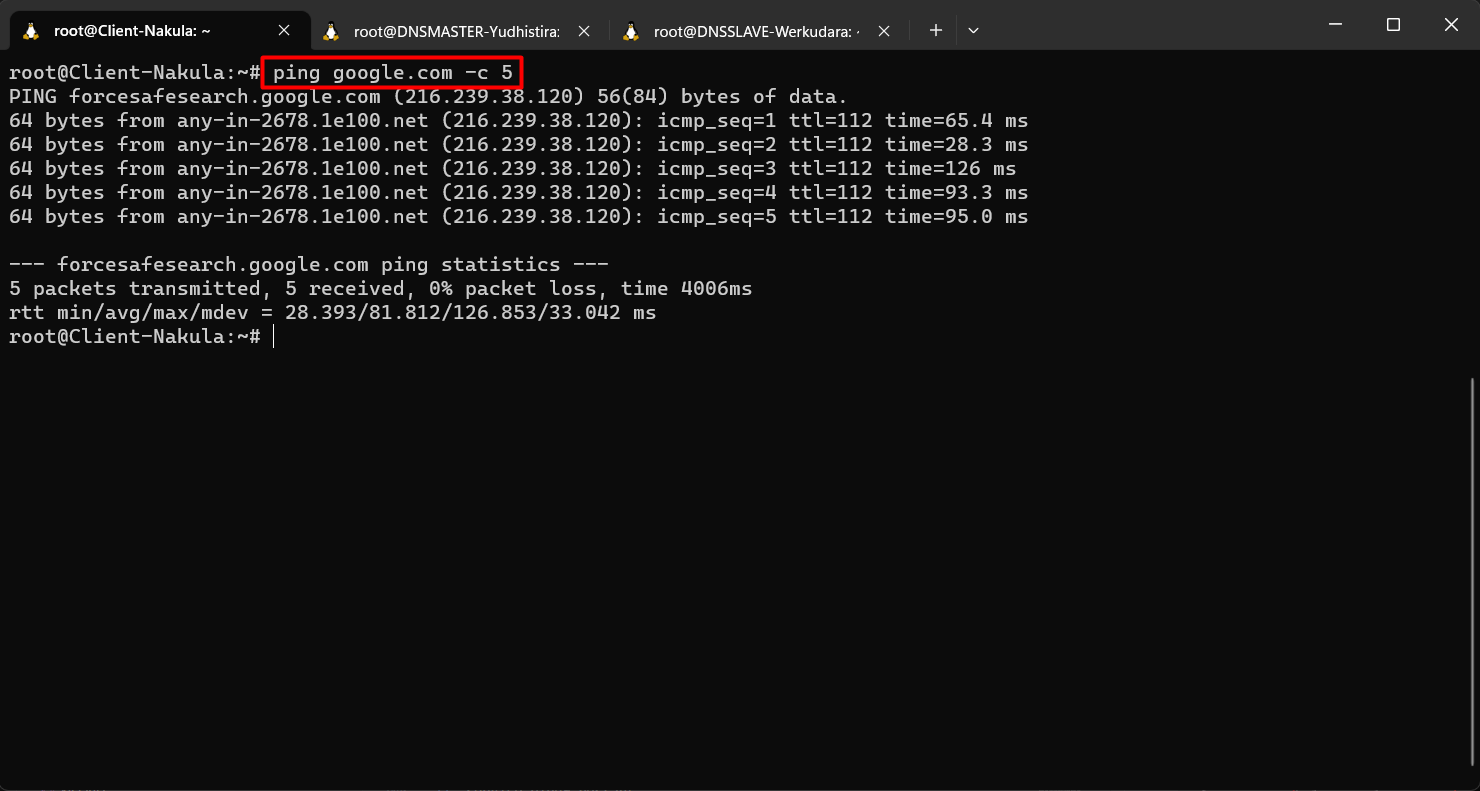 root@Client-Nakula: ~
root@DNSMASTER-Yudhistira:
root@DNSSLAVE-Werkudara: ~
root@Client-Nakula:~# ping google.com -c 5
PING forcesafesearch.google.com (216.239.38.120) 56(84) bytes of data.
64 bytes from any-in-2678.1e100.net (216.239.38.120): icmp_seq=1 ttl=112 time=65.4 ms
64 bytes from any-in-2678.1e100.net (216.239.38.120): icmp_seq=2 ttl=112 time=28.3 ms
64 bytes from any-in-2678.1e100.net (216.239.38.120): icmp_seq=3 ttl=112 time=126 ms
64 bytes from any-in-2678.1e100.net (216.239.38.120): icmp_seq=4 ttl=112 time=93.3 ms
64 bytes from any-in-2678.1e100.net (216.239.38.120): icmp_seq=5 ttl=112 time=95.0 ms
--- forcesafesearch.google.com ping statistics ---
5 packets transmitted, 5 received, 0% packet loss, time 4006ms
rtt min/avg/max/mdev = 28.393/81.812/126.853/33.042 ms
root@Client-Nakula:~#